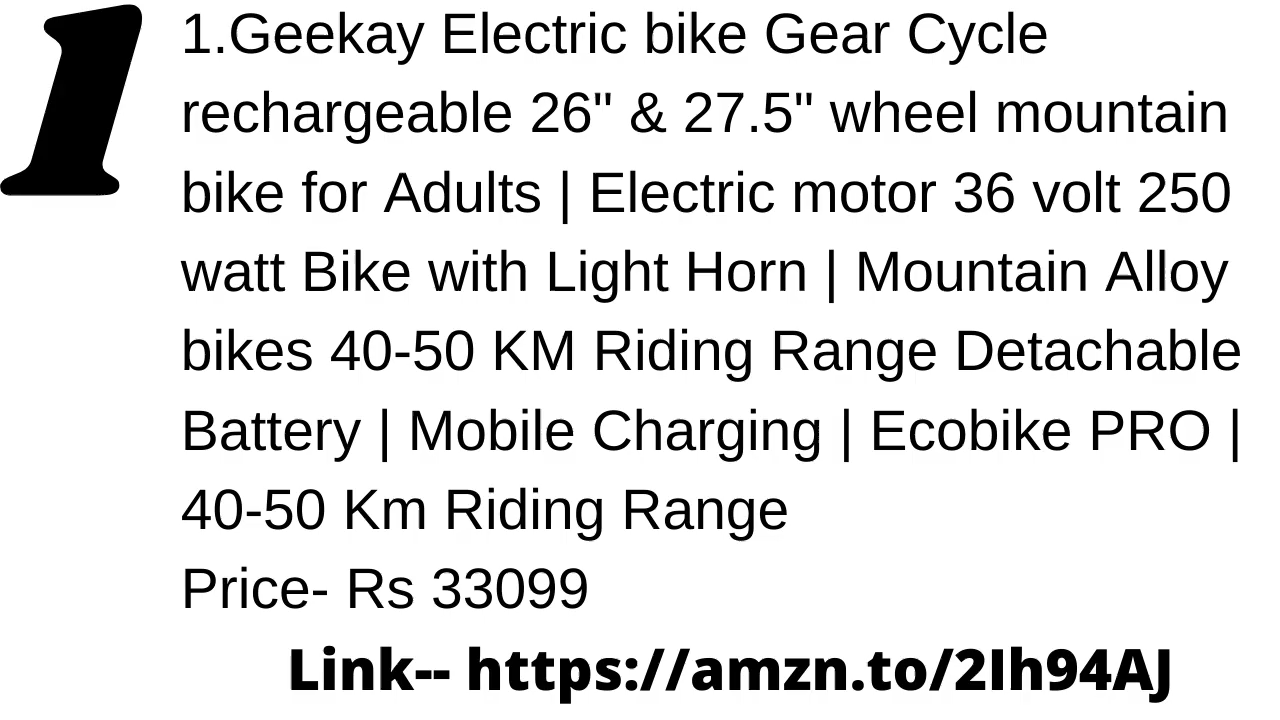 1
1.Geekay Electric bike Gear Cycle
rechargeable 26" & 27.5" wheel mountain
bike for Adults | Electric motor 36 volt 250
watt Bike with Light Horn | Mountain Alloy
bikes 40-50 KM Riding Range Detachable
Battery | Mobile Charging | Ecobike PRO |
40-50 Km Riding Range
Price- Rs 33099
Link-- https://amzn.to/2Ih94AJ